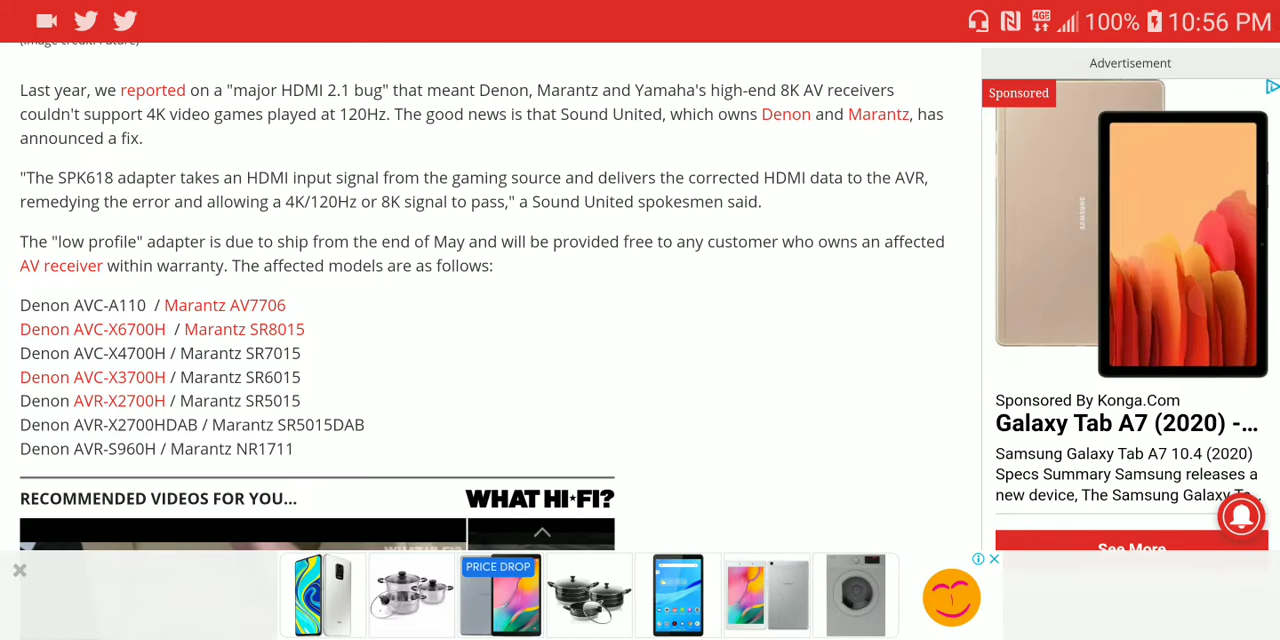 100% 10:56 PM
(Image credit: Future)
Last year, we reported on a "major HDMI 2.1 bug" that meant Denon, Marantz and Yamaha's high-end 8K AV receivers
couldn't support 4K video games played at 120Hz. The good news is that Sound United, which owns Denon and Marantz, has
announced a fix.
"The SPK618 adapter takes an HDMI input signal from the gaming source and delivers the corrected HDMI data to the AVR,
remedying the error and allowing a 4K/120Hz or 8K signal to pass," a Sound United spokesmen said.
The "low profile" adapter is due to ship from the end of May and will be provided free to any customer who owns an affected
AV receiver within warranty. The affected models are as follows:
Denon AVC-A110 / Marantz AV7706
Denon AVC-X6700H / Marantz SR8015
Denon AVC-X4700H / Marantz SR7015
Denon AVC-X3700H / Marantz SR6015
Denon AVR-X2700H / Marantz SR5015
Denon AVR-X2700HDAB / Marantz SR5015DAB
Denon AVR-S960H / Marantz NR1711
RECOMMENDED VIDEOS FOR YOU...
WHAT HI-FI?
Advertisement
Sponsored
SAMSUNG
Sponsored By Konga.Com
Galaxy Tab A7 (2020) -...
Samsung Galaxy Tab A7 10.4 (2020)
Specs Summary Samsung releases a
new device, The Samsung Galaxy
See More
PRICE DROP